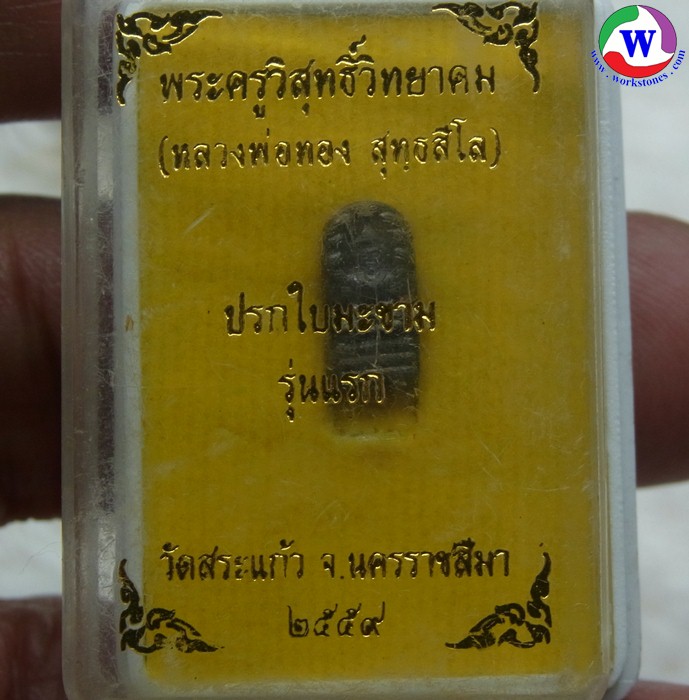 W
www.workstones.com
พระครูวิสุทธิ์วิทยาคม
(หลวงพ่อทอง สุทฺธสีโล)
ปรกใบมะขาม
รุ่นแรก
วัดสระแก้ว จ.นครราชสีมา
๒๕๕๙